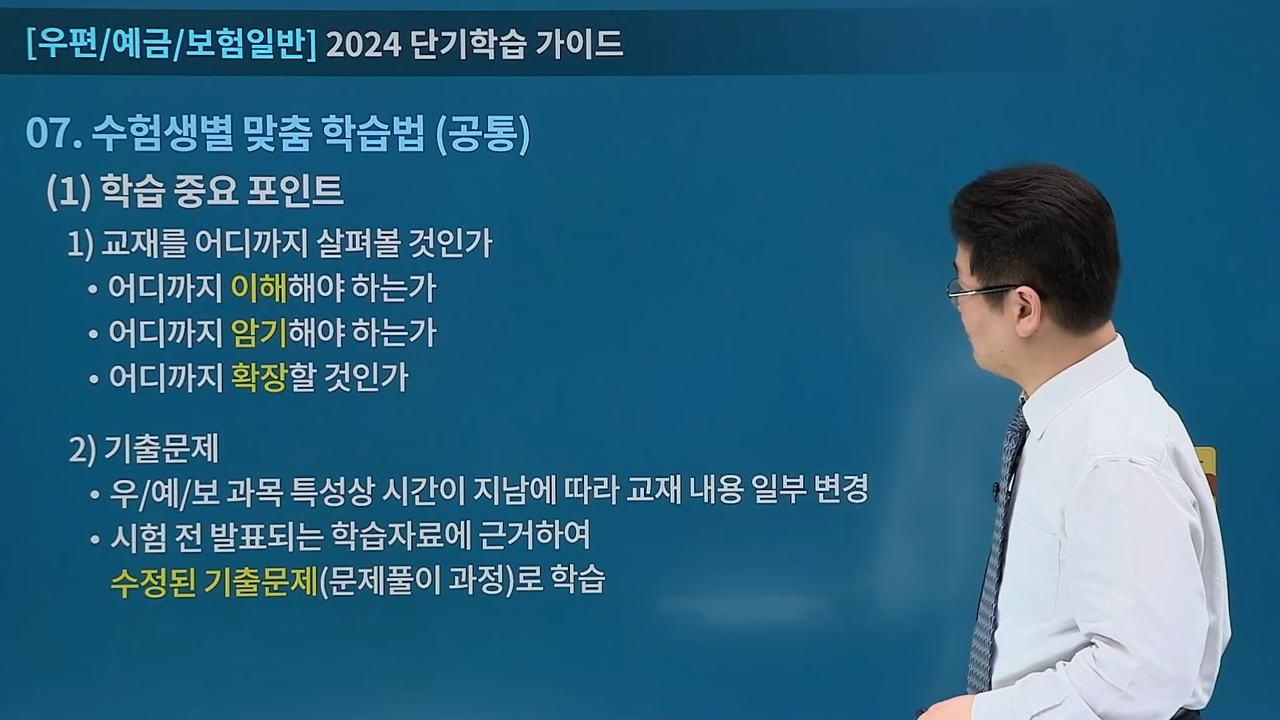 [우편/예금/보험일반] 2024 단기학습 가이드
07. 수험생별 맞춤 학습법 (공통)
(1) 학습 중요 포인트
1) 교재를 어디까지 살펴볼 것인가
• 어디까지 이해해야 하는가
• 어디까지 암기해야 하는가
• 어디까지 확장할 것인가
2) 기출문제
• 우/예/보 과목 특성상 시간이 지남에 따라 교재 내용 일부 변경
• 시험 전 발표되는 학습자료에 근거하여
수정된 기출문제(문제풀이 과정)로 학습